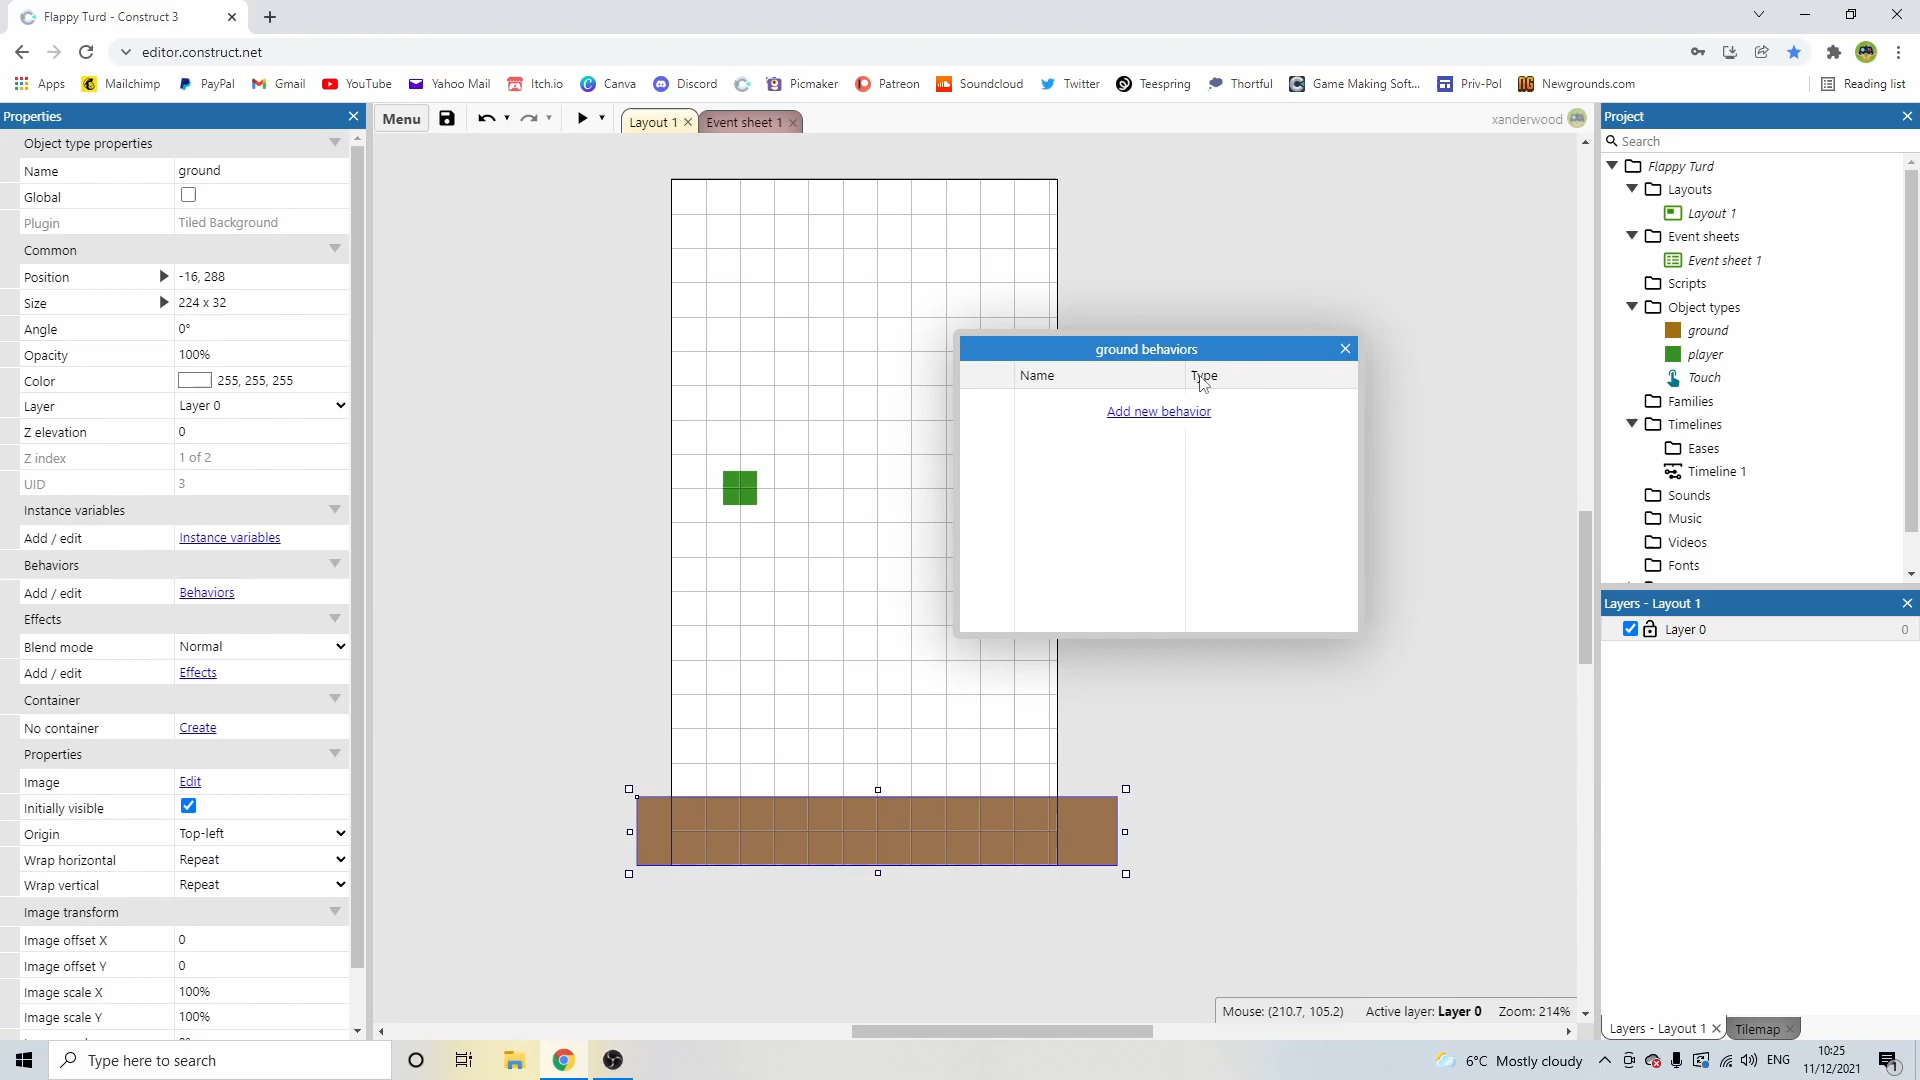 Flappy Turd - Construct 3
editor.construct.net
Apps Mailchimp PayPal Gmail YouTube Yahoo Mail Itch.io Canva Discord Picmaker Patreon Soundcloud Twitter Teespring Thortful Game Making Soft... Priv-Pol Newgrounds.com Reading list
Properties
Object type properties
Name ground
Global
Plugin Tiled Background
Common
Position -16, 288
Size 224 x 32
Angle 0°
Opacity 100%
Color 255, 255, 255
Layer Layer 0
Z elevation 0
Z index 1 of 2
UID 3
Instance variables
Add / edit Instance variables
Behaviors
Add / edit Behaviors
Effects
Blend mode Normal
Add / edit Effects
Container
No container Create
Properties
Image Edit
Initially visible
Origin Top-left
Wrap horizontal Repeat
Wrap vertical Repeat
Image transform
Image offset X 0
Image offset Y 0
Image scale X 100%
Image scale Y 100%
Menu
Layout 1 Event sheet 1
xanderwood
ground behaviors
Name Type
Add new behavior
Mouse: (210.7, 105.2) Active layer: Layer 0 Zoom: 214%
Project
Search
Flappy Turd
Layouts
Layout 1
Event sheets
Event sheet 1
Scripts
Object types
ground
player
Touch
Families
Timelines
Eases
Timeline 1
Sounds
Music
Videos
Fonts
Layers - Layout 1
Layer 0 0
Layers - Layout 1 Tilemap
Type here to search
6°C Mostly cloudy
ENG
10:25
11/12/2021
1